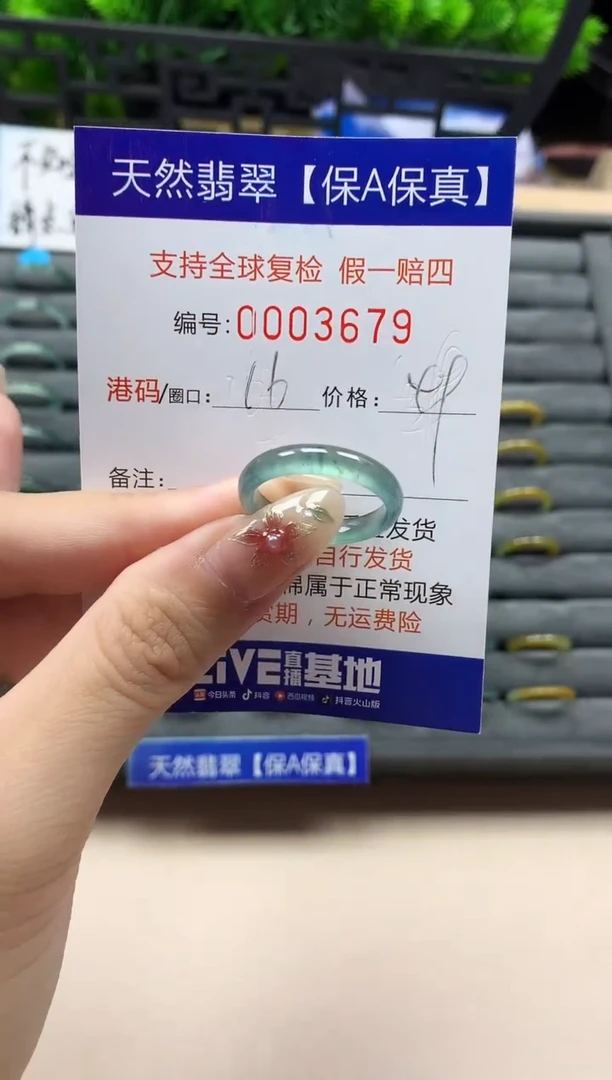 天然翡翠【保A保真】
支持全球复检 假一赔四
编号:0003679
港码/圈口: 16 价格:
备注:
发货
自行发货
棉属于正常现象
货期，无运费险
LIVE直播基地
今日头条 抖音 西瓜视频 抖音火山版
天然翡翠【保A保真】